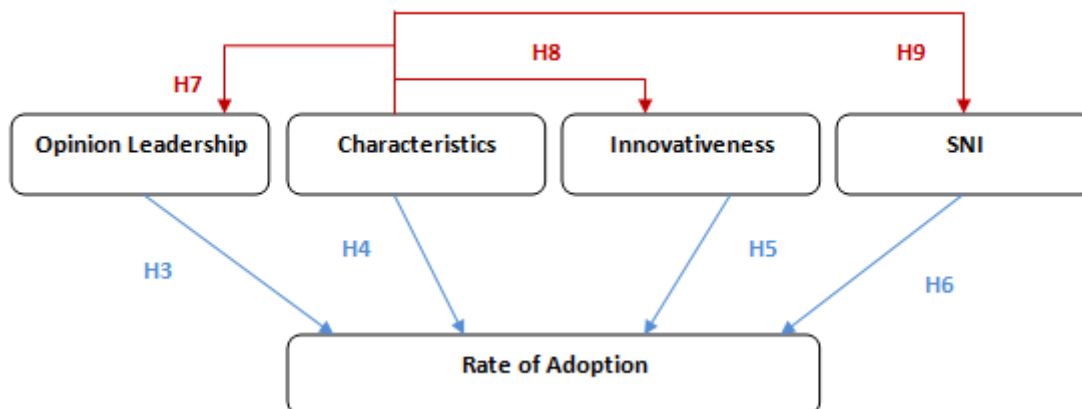 H8
H9
H7
Opinion Leadership
Characteristics
Innovativeness
SNI
H3
H4
H5
H6
Rate of Adoption